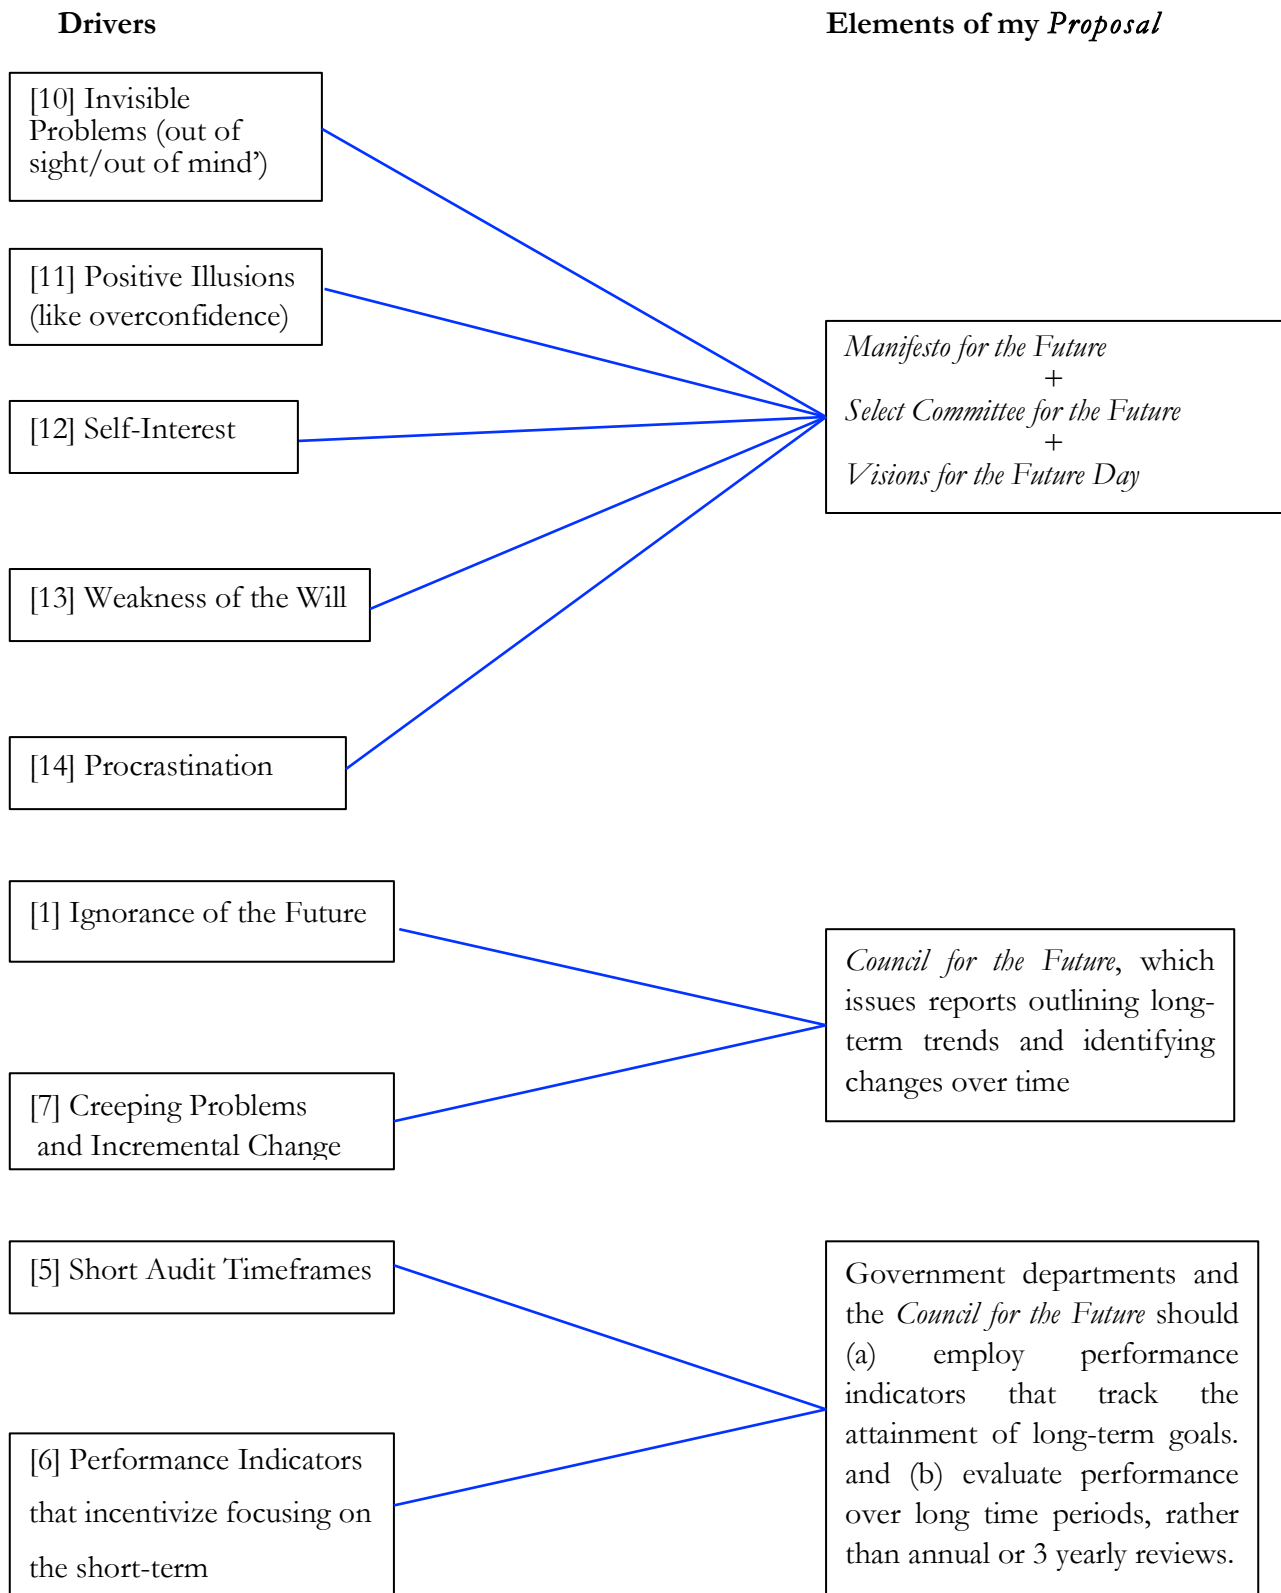 Drivers
Elements of my Proposal
[10] Invisible
Problems (out of
sight/out of mind’)
[11] Positive Illusions
(like overconfidence)
[12] Self-Interest
[13] Weakness of the Will
[14] Procrastination
Manifesto for the Future
+
Select Committee for the Future
+
Visions for the Future Day
[1] Ignorance of the Future
[7] Creeping Problems
and Incremental Change
Council for the Future, which
issues reports outlining long-
term trends and identifying
changes over time
[5] Short Audit Timeframes
[6] Performance Indicators
that incentivize focusing on
the short-term
Government departments and
the Council for the Future should
(a) employ performance
indicators that track the
attainment of long-term goals.
and (b) evaluate performance
over long time periods, rather
than annual or 3 yearly reviews.